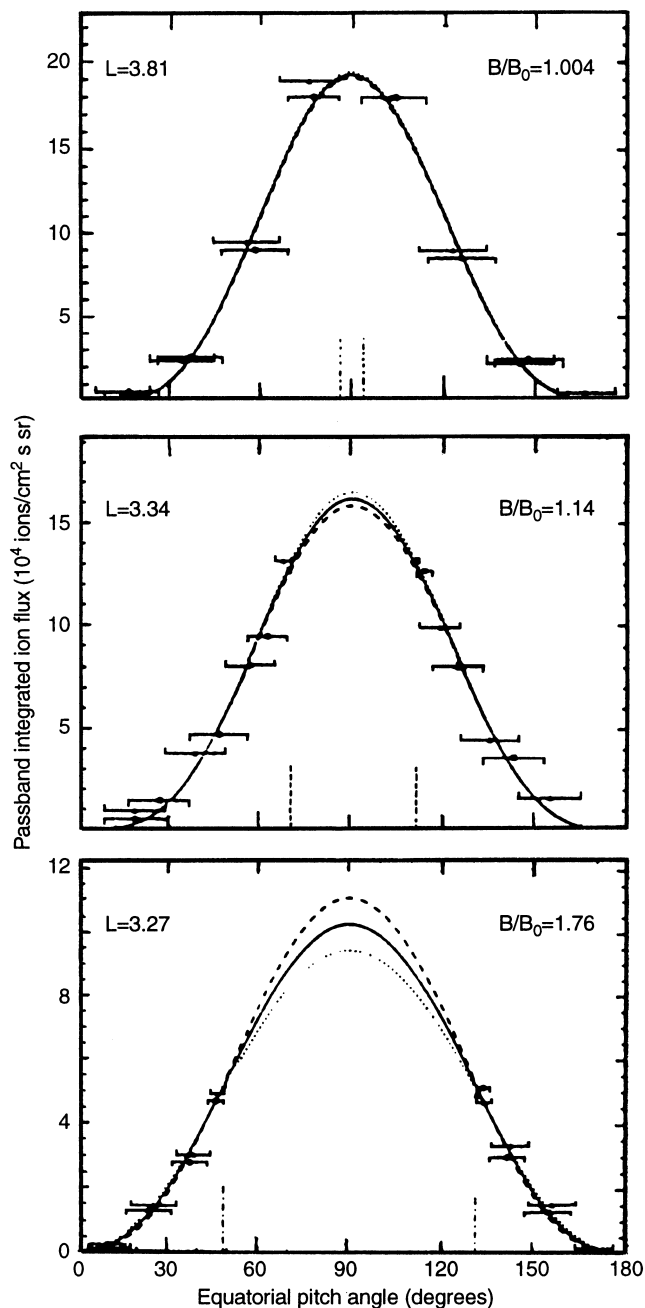 20
15
10
5
L=3.81
B/B₀=1.004
Passband integrated ion flux (10⁴ ions/cm² s sr)
15
10
5
L=3.34
B/B₀=1.14
12
8
4
0
L=3.27
B/B₀=1.76
0 30 60 90 120 150 180
Equatorial pitch angle (degrees)